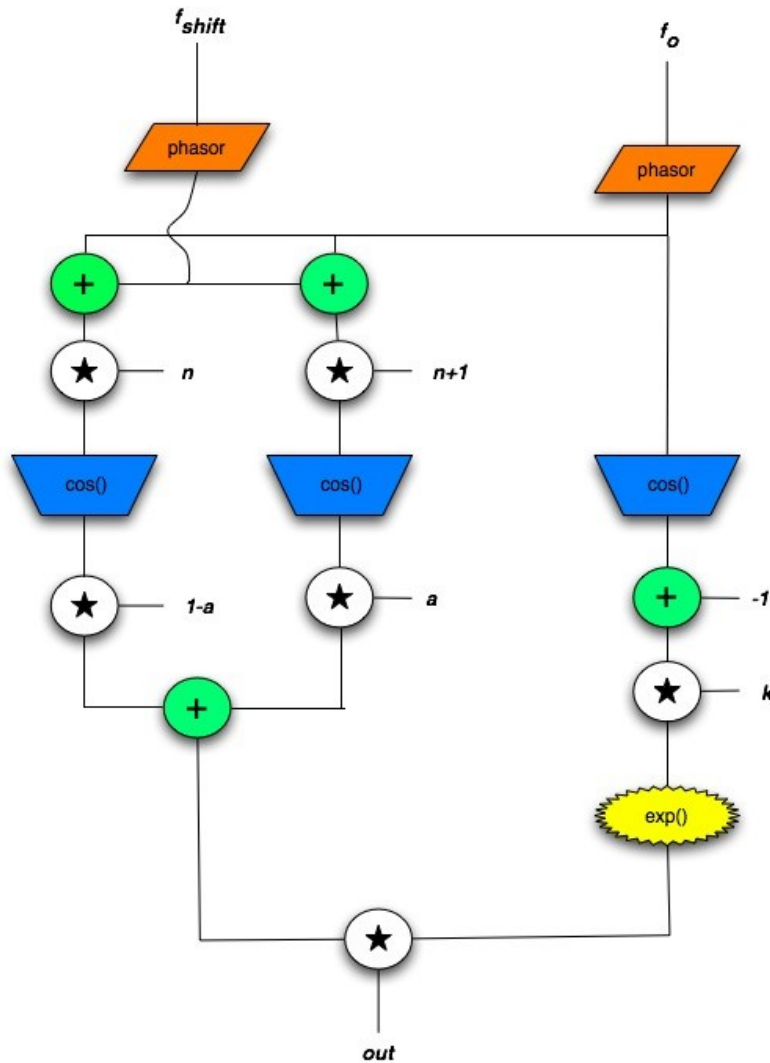 f_shift
f_o
phasor
phasor
+
+
★ n
★ n+1
cos()
cos()
cos()
★ 1-a
★ a
+ -1
+
★ k
exp()
★
out